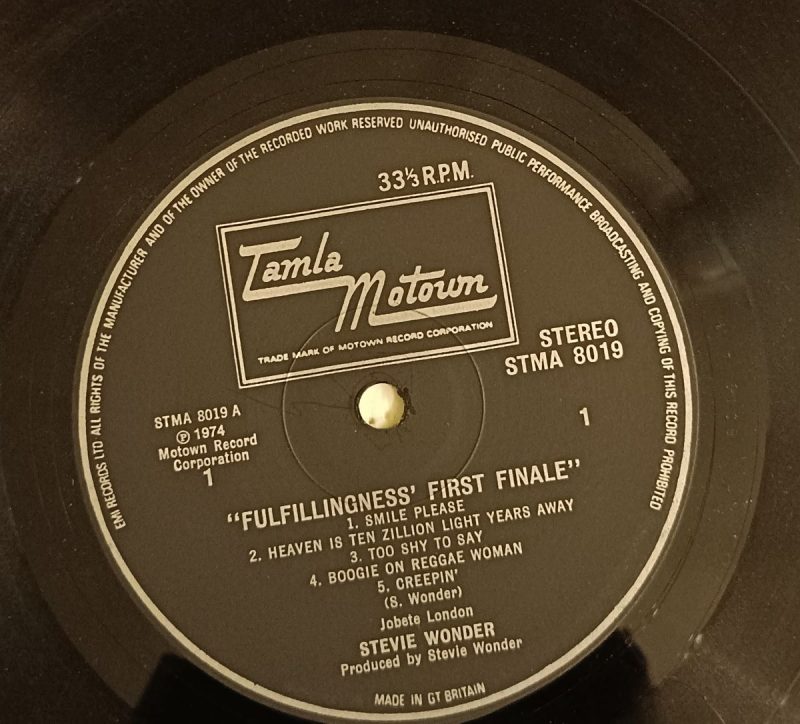 EMI RECORDS LTD ALL RIGHTS OF THE MANUFACTURER AND OF THE OWNER OF THE RECORDED WORK RESERVED UNAUTHORISED PUBLIC PERFORMANCE BROADCASTING AND COPYING OF THIS RECORD PROHIBITED
33⅓ R.P.M.
Tamla
Motown
TRADE MARK OF MOTOWN RECORD CORPORATION
STEREO
STMA 8019
STMA 8019 A
℗ 1974
Motown Record
Corporation
1
1
"FULFILLINGNESS' FIRST FINALE"
1. SMILE PLEASE
2. HEAVEN IS TEN ZILLION LIGHT YEARS AWAY
3. TOO SHY TO SAY
4. BOOGIE ON REGGAE WOMAN
5. CREEPIN'
(S. Wonder)
Jobete London
STEVIE WONDER
Produced by Stevie Wonder
MADE IN GT BRITAIN